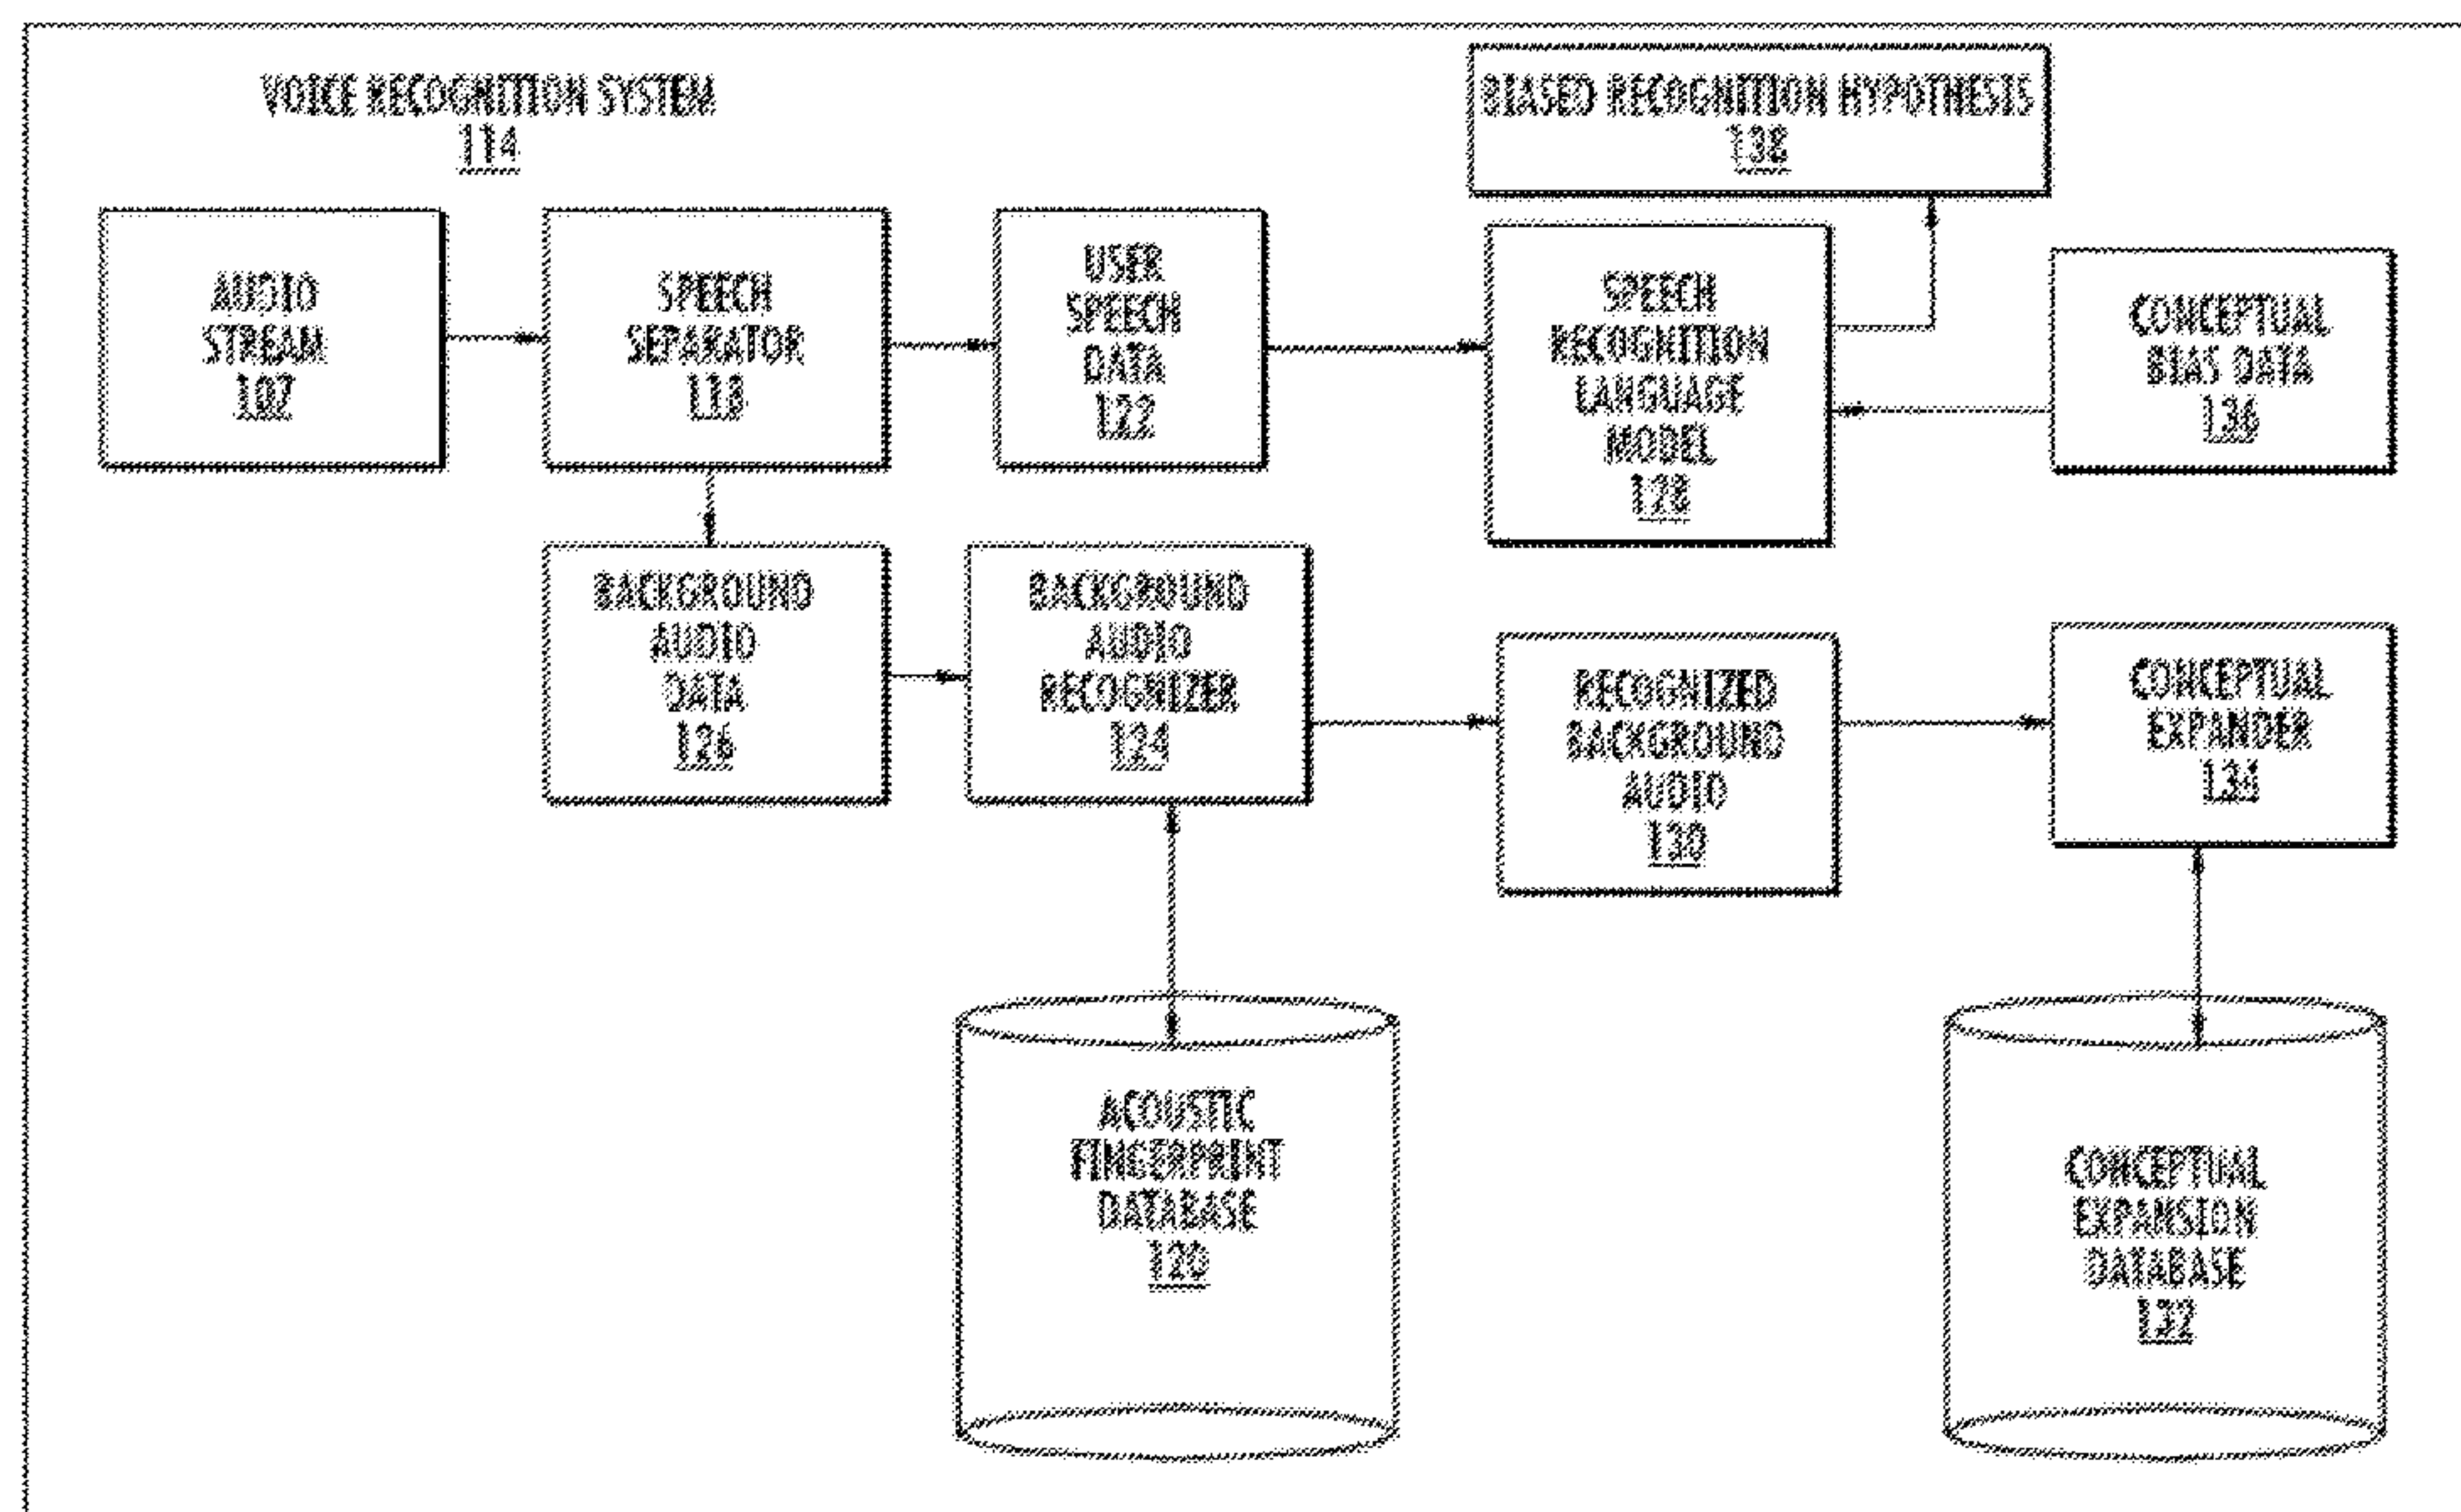 VOICE RECOGNITION SYSTEM
114
BIASED RECOGNITION HYPOTHESIS
138
AUDIO
STREAM
107
SPEECH
SEPARATOR
118
USER
SPEECH
DATA
122
SPEECH
RECOGNITION
LANGUAGE
MODEL
128
CONCEPTUAL
BIAS DATA
136
BACKGROUND
AUDIO
DATA
126
BACKGROUND
AUDIO
RECOGNIZER
124
RECOGNIZED
BACKGROUND
AUDIO
130
CONCEPTUAL
EXPANDER
134
ACOUSTIC
FINGERPRINT
DATABASE
120
CONCEPTUAL
EXPANSION
DATABASE
132